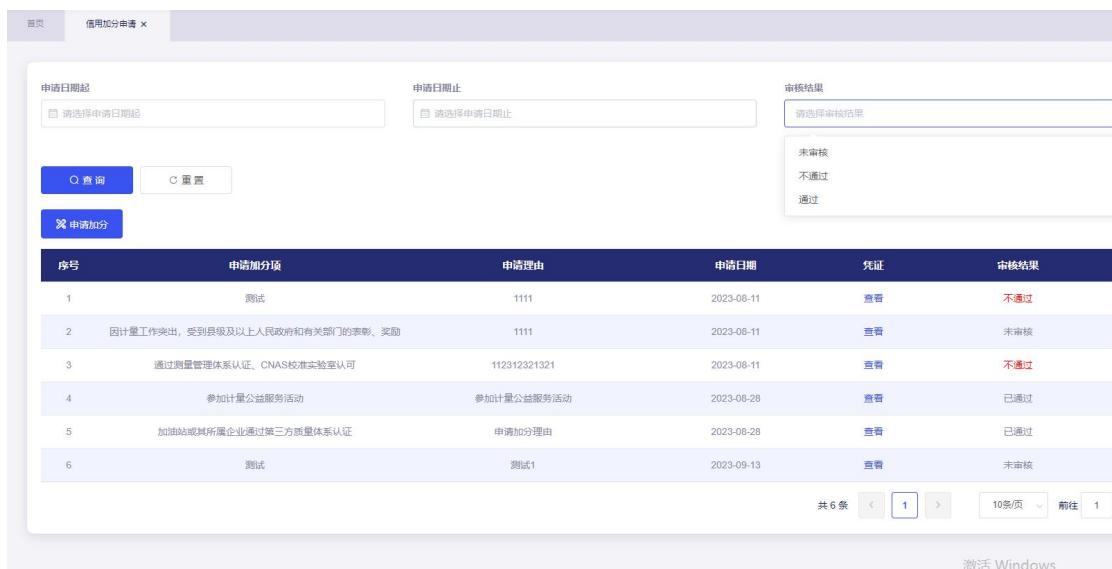 首页 信用加分申请 ×
申请日期起 申请日期止 审核结果
请选择申请日期起 请选择申请日期止 请选择审核结果
未审核
不通过
通过
查询 重置
申请加分
序号 申请加分项 申请理由 申请日期 凭证 审核结果
1 测试 1111 2023-08-11 查看 不通过
2 因计量工作突出，受到县级及以上人民政府和有关部门的表彰、奖励 1111 2023-08-11 查看 未审核
3 通过测量管理体系认证、CNAS校准实验室认可 112312321321 2023-08-11 查看 不通过
4 参加计量公益服务活动 参加计量公益服务活动 2023-08-28 查看 已通过
5 加油站或其所属企业通过第三方质量体系认证 申请加分理由 2023-08-28 查看 已通过
6 测试 测试1 2023-09-13 查看 未审核
共 6 条 < 1 > 10条/页 前往 1
激活 Windows